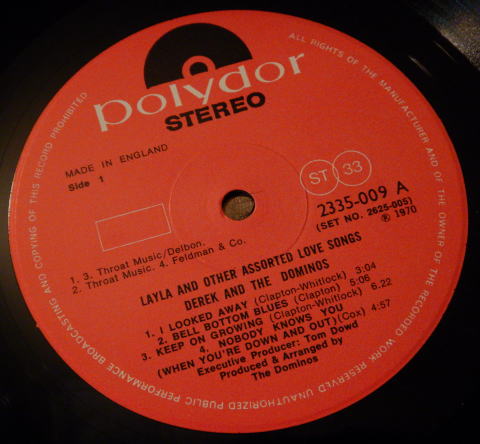 polydor
STEREO
MADE IN ENGLAND
Side 1
ST 33
2335-009 A
(SET NO. 2625-005)
℗ 1970
1. 3. Throat Music/Delbon.
2. Throat Music. 4. Feldman & Co.
LAYLA AND OTHER ASSORTED LOVE SONGS
DEREK AND THE DOMINOS
1. I LOOKED AWAY (Clapton-Whitlock) 3:04
2. BELL BOTTOM BLUES (Clapton) 5:06
3. KEEP ON GROWING (Clapton-Whitlock) 6.22
4. NOBODY KNOWS YOU
(WHEN YOU'RE DOWN AND OUT)(Cox) 4:57
Executive Producer: Tom Dowd
Produced & Arranged by
The Dominos
ALL RIGHTS OF THE MANUFACTURER AND OF THE OWNER OF THE RECORDED WORK RESERVED UNAUTHORIZED PUBLIC PERFORMANCE BROADCASTING AND COPYING OF THIS RECORD PROHIBITED